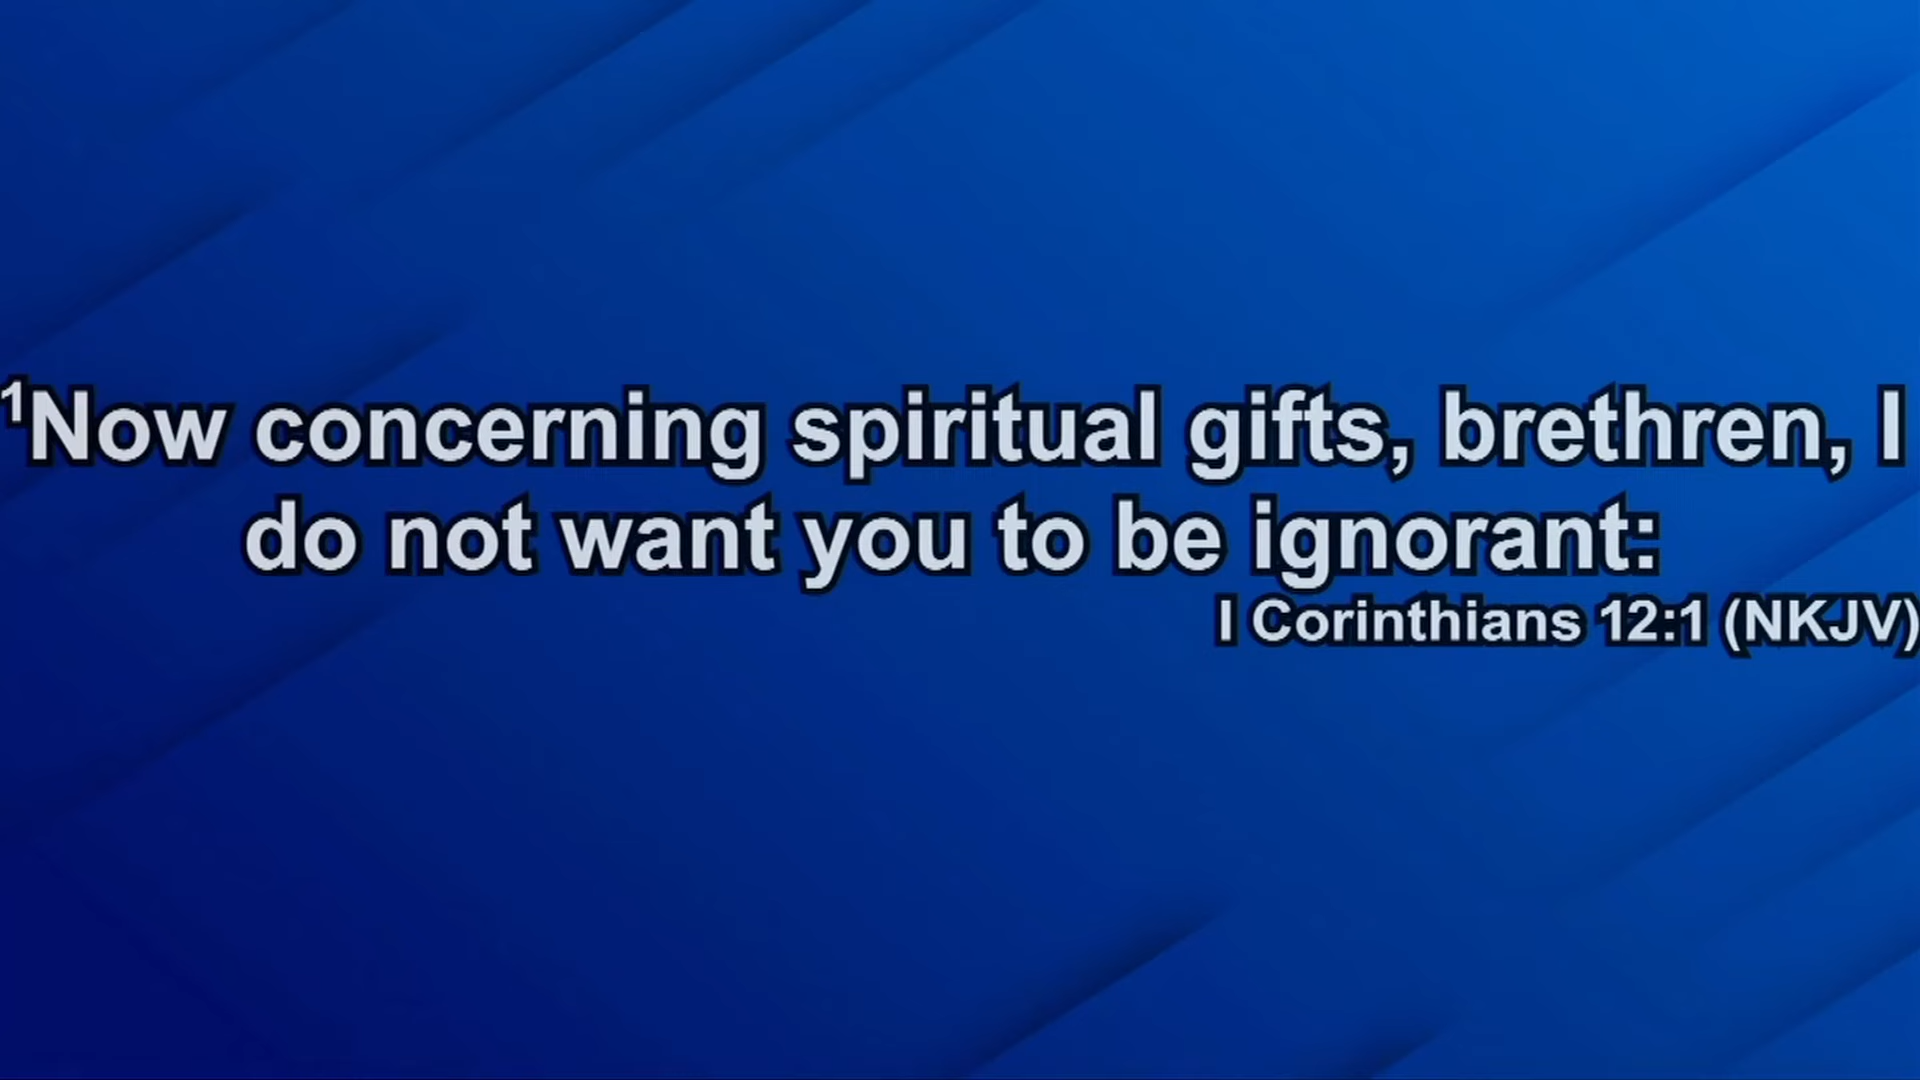 ¹Now concerning spiritual gifts, brethren, I
do not want you to be ignorant:
I Corinthians 12:1 (NKJV)